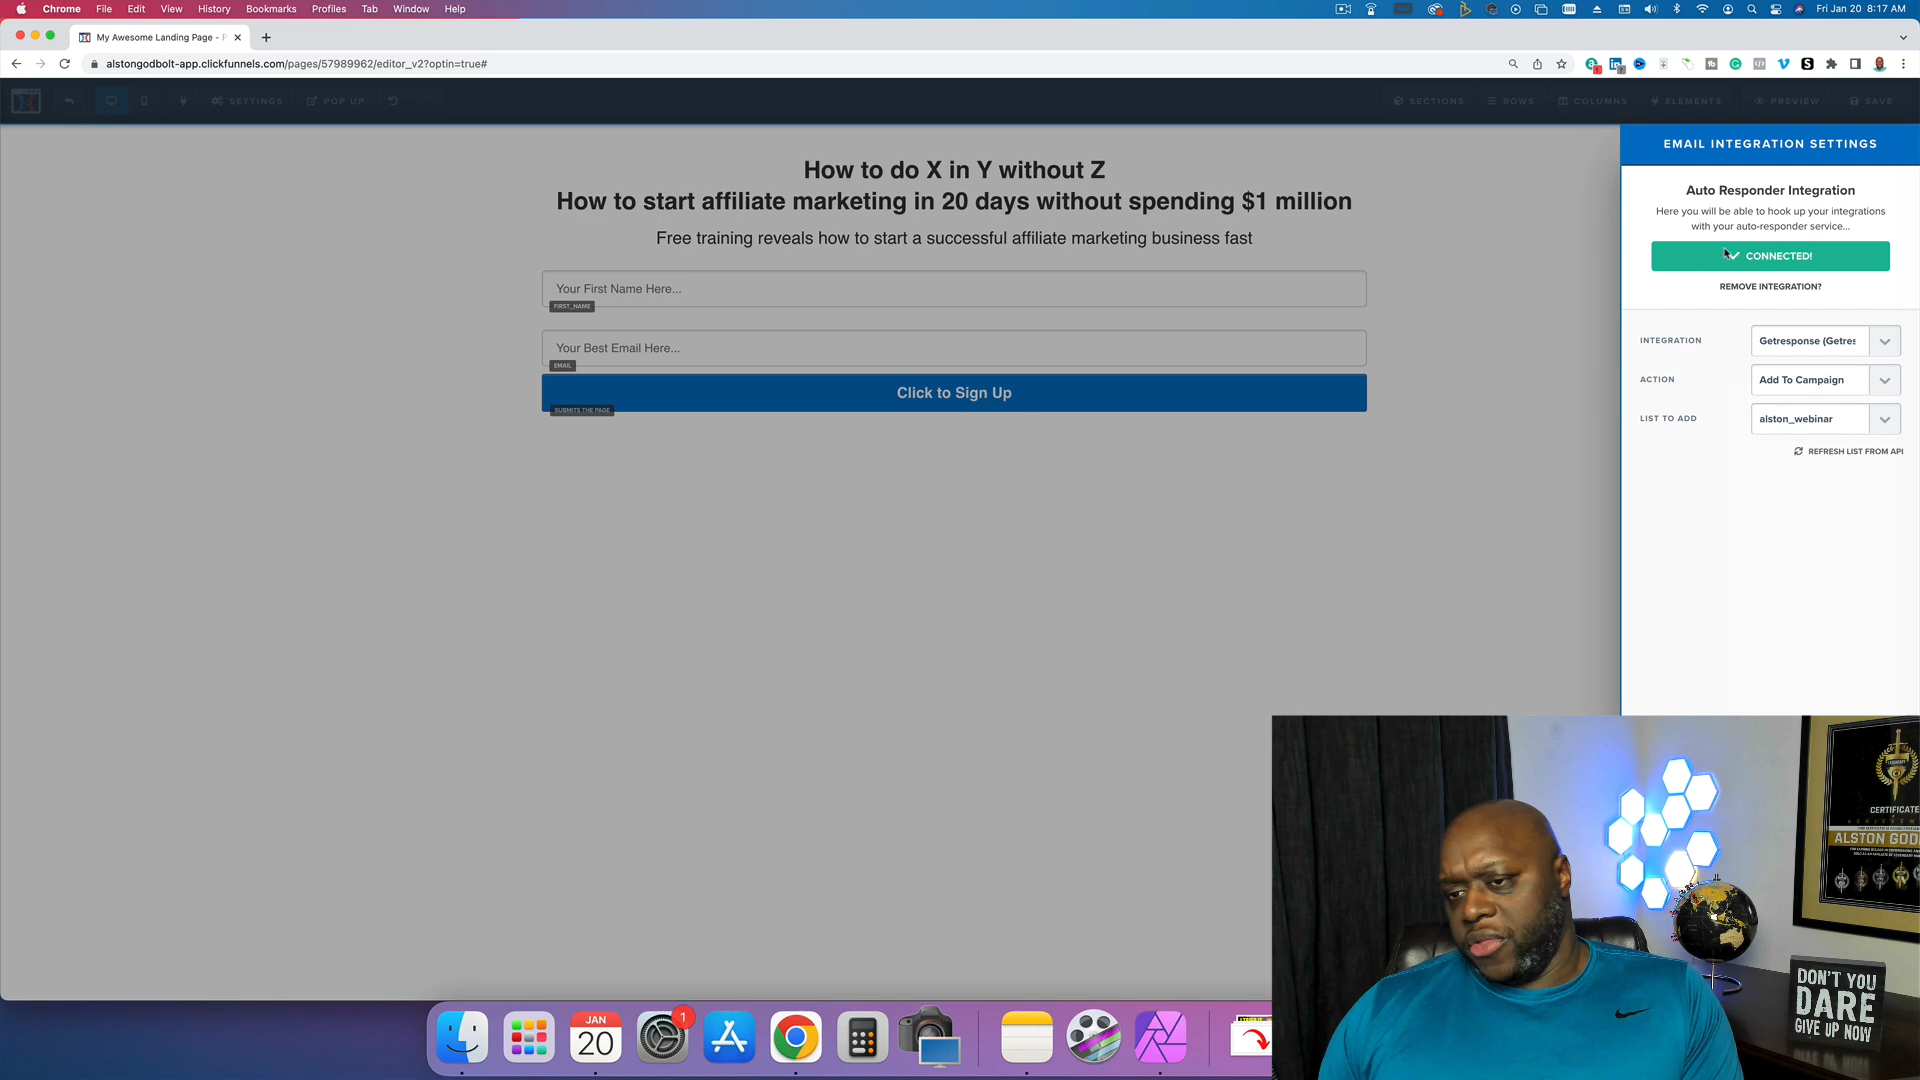 Chrome File Edit View History Bookmarks Profiles Tab Window Help
Fri Jan 20 8:17 AM
My Awesome Landing Page -
alstongodbolt-app.clickfunnels.com/pages/57989962/editor_v2?optin=true#
SETTINGS POP UP
SECTIONS ROWS COLUMNS ELEMENTS PREVIEW SAVE
EMAIL INTEGRATION SETTINGS
Auto Responder Integration
Here you will be able to hook up your integrations
with your auto-responder service...
CONNECTED!
REMOVE INTEGRATION?
INTEGRATION Getresponse (Getres
ACTION Add To Campaign
LIST TO ADD alston_webinar
REFRESH LIST FROM API
How to do X in Y without Z
How to start affiliate marketing in 20 days without spending $1 million
Free training reveals how to start a successful affiliate marketing business fast
Your First Name Here...
FIRST_NAME
Your Best Email Here...
EMAIL
Click to Sign Up
SUBMITS THE PAGE
JAN
20
1
CERTIFICATE
ALSTON GOD
DON'T YOU
DARE
GIVE UP NOW